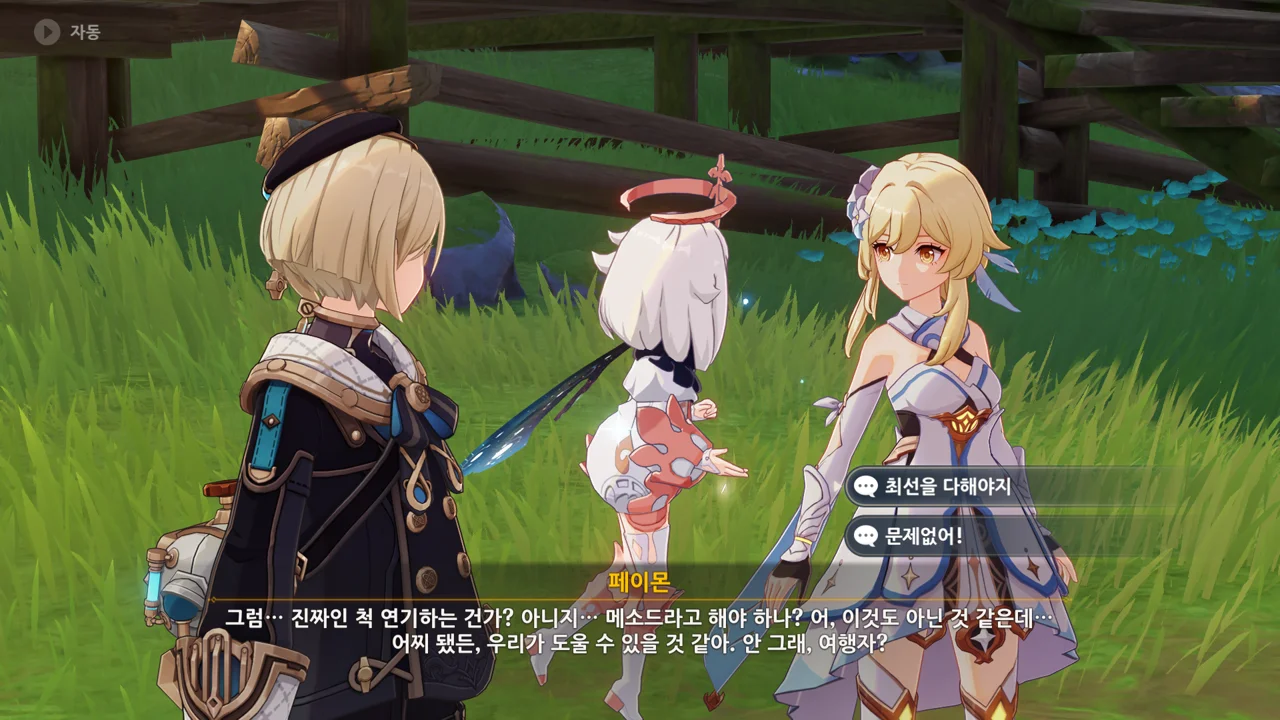 자동
최선을 다해야지
문제없어!
페이몬
그럼… 진짜인 척 연기하는 건가? 아니지… 메소드라고 해야 하나? 어, 이것도 아닌 것 같은데…
어찌 됐든, 우리가 도울 수 있을 것 같아. 안 그래, 여행자?